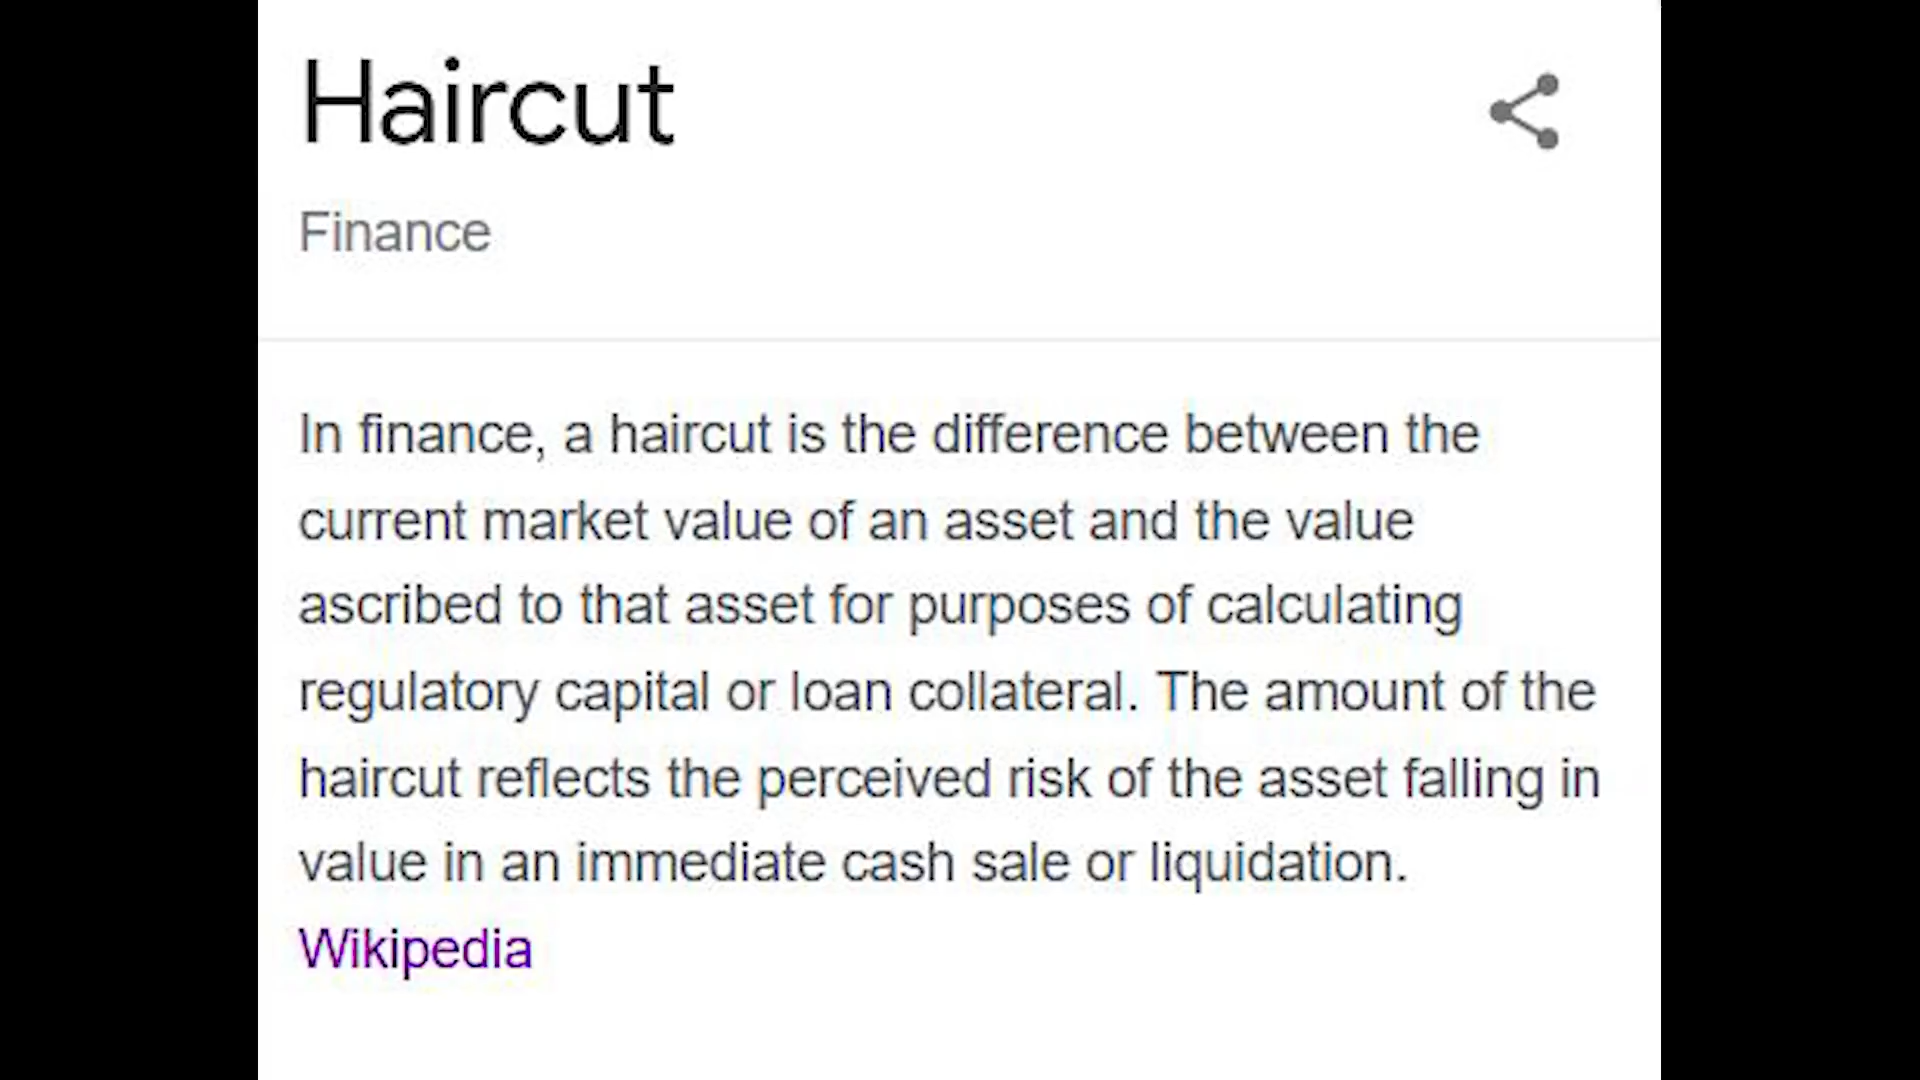 Haircut
Finance
In finance, a haircut is the difference between the
current market value of an asset and the value
ascribed to that asset for purposes of calculating
regulatory capital or loan collateral. The amount of the
haircut reflects the perceived risk of the asset falling in
value in an immediate cash sale or liquidation.
Wikipedia